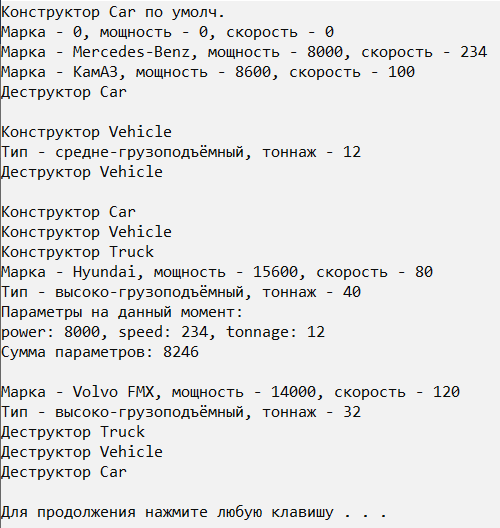 Конструктор Car по умолч.
Марка - 0, мощность - 0, скорость - 0
Марка - Mercedes-Benz, мощность - 8000, скорость - 234
Марка - КамАЗ, мощность - 8600, скорость - 100
Деструктор Car
Конструктор Vehicle
Тип - средне-грузоподъёмный, тоннаж - 12
Деструктор Vehicle
Конструктор Car
Конструктор Vehicle
Конструктор Truck
Марка - Hyundai, мощность - 15600, скорость - 80
Тип - высоко-грузоподъёмный, тоннаж - 40
Параметры на данный момент:
power: 8000, speed: 234, tonnage: 12
Сумма параметров: 8246
Марка - Volvo FMX, мощность - 14000, скорость - 120
Тип - высоко-грузоподъёмный, тоннаж - 32
Деструктор Truck
Деструктор Vehicle
Деструктор Car
Для продолжения нажмите любую клавишу . . .